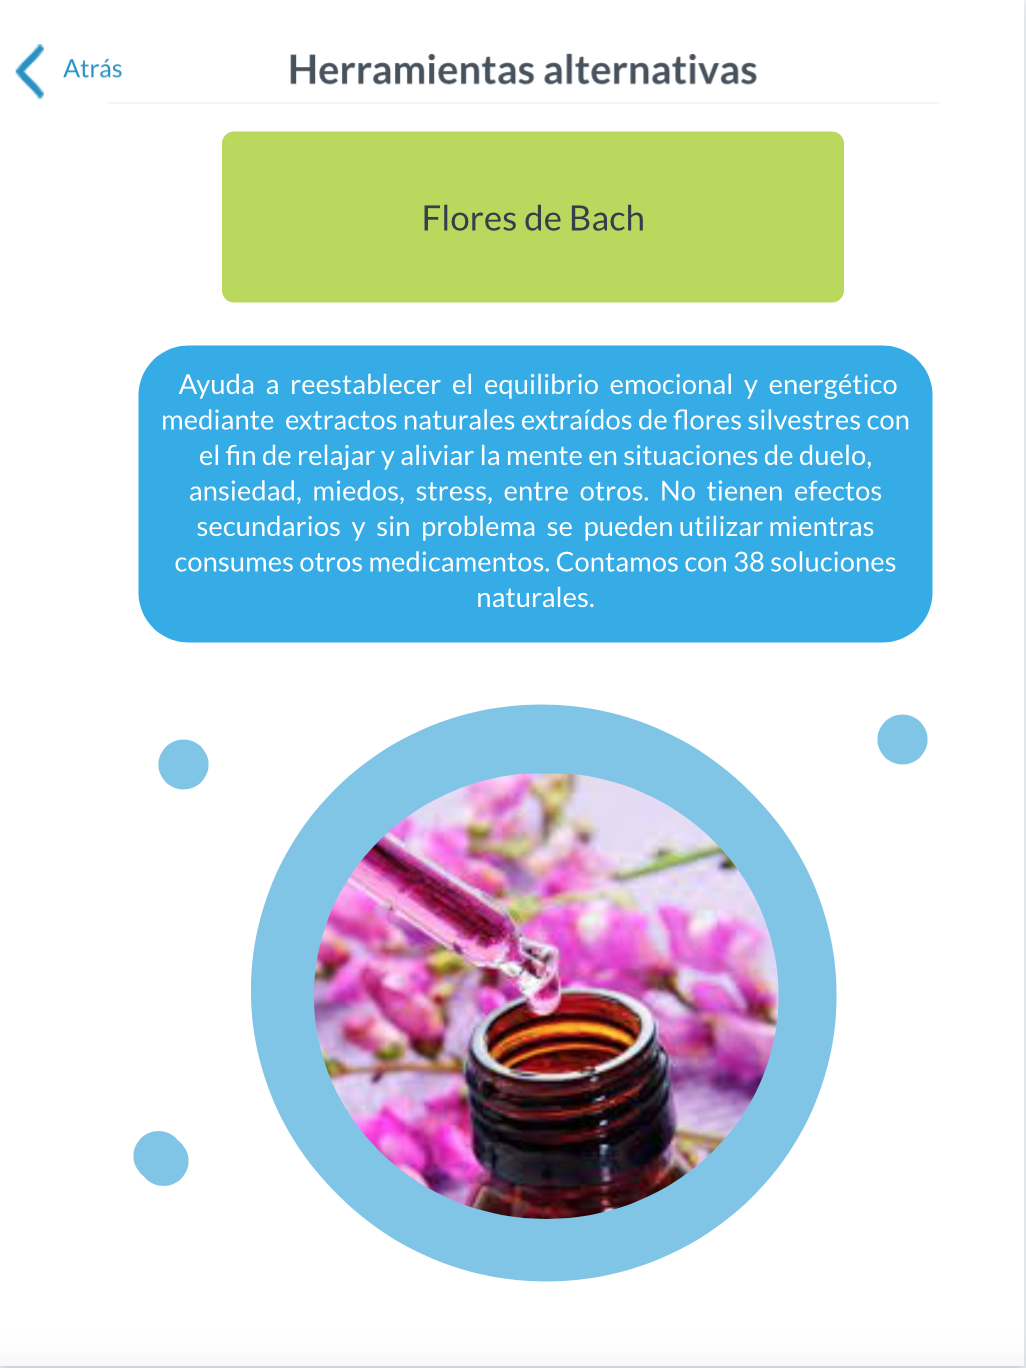 Atrás
Herramientas alternativas
Flores de Bach
Ayuda a reestablecer el equilibrio emocional y energético
mediante extractos naturales extraídos de flores silvestres con
el fin de relajar y aliviar la mente en situaciones de duelo,
ansiedad, miedos, stress, entre otros. No tienen efectos
secundarios y sin problema se pueden utilizar mientras
consumes otros medicamentos. Contamos con 38 soluciones
naturales.